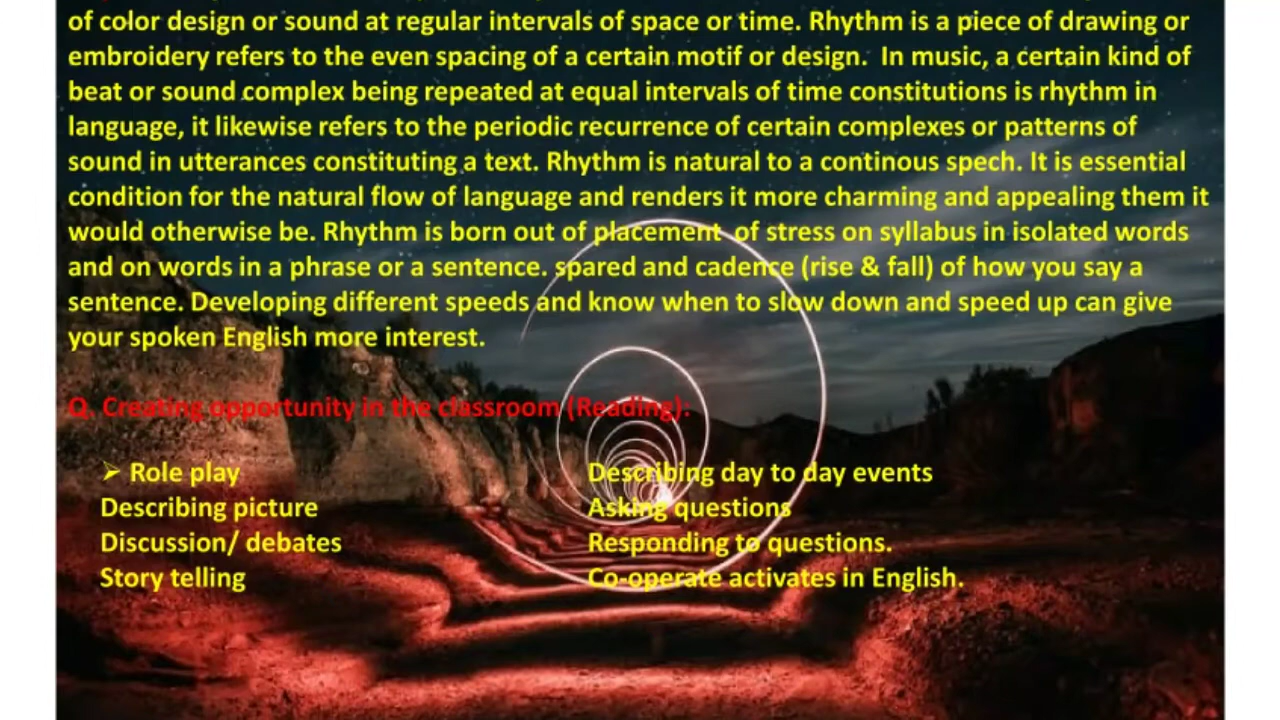 of color design or sound at regular intervals of space or time. Rhythm is a piece of drawing or
embroidery refers to the even spacing of a certain motif or design. In music, a certain kind of
beat or sound complex being repeated at equal intervals of time constitutions is rhythm in
language, it likewise refers to the periodic recurrence of certain complexes or patterns of
sound in utterances constituting a text. Rhythm is natural to a continous spech. It is essential
condition for the natural flow of language and renders it more charming and appealing them it
would otherwise be. Rhythm is born out of placement of stress on syllabus in isolated words
and on words in a phrase or a sentence. spared and cadence (rise & fall) of how you say a
sentence. Developing different speeds and know when to slow down and speed up can give
your spoken English more interest.
Q. Creating opportunity in the classroom (Reading):
➢ Role play Describing day to day events
Describing picture Asking questions
Discussion/ debates Responding to questions.
Story telling Co-operate activates in English.